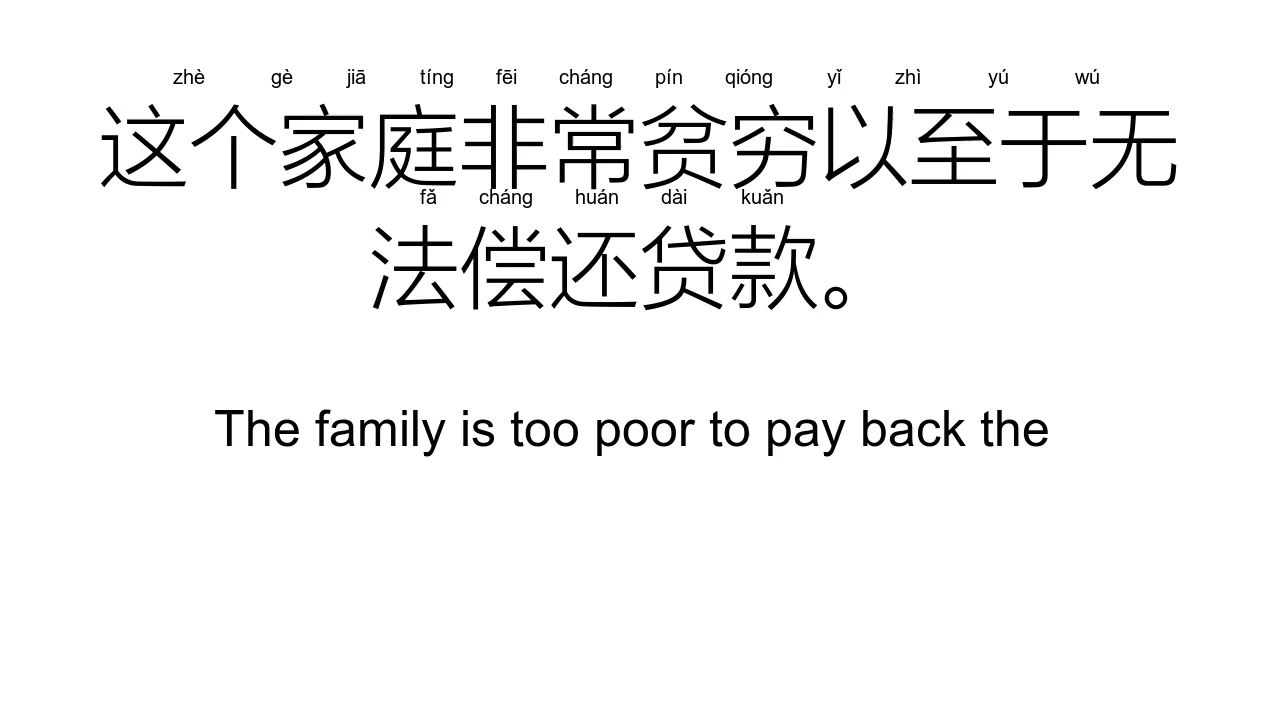 zhè gè jiā tíng fēi cháng pín qióng yǐ zhì yú wú
这个家庭非常贫穷以至于无
fǎ cháng huán dài kuǎn
法偿还贷款。
The family is too poor to pay back the